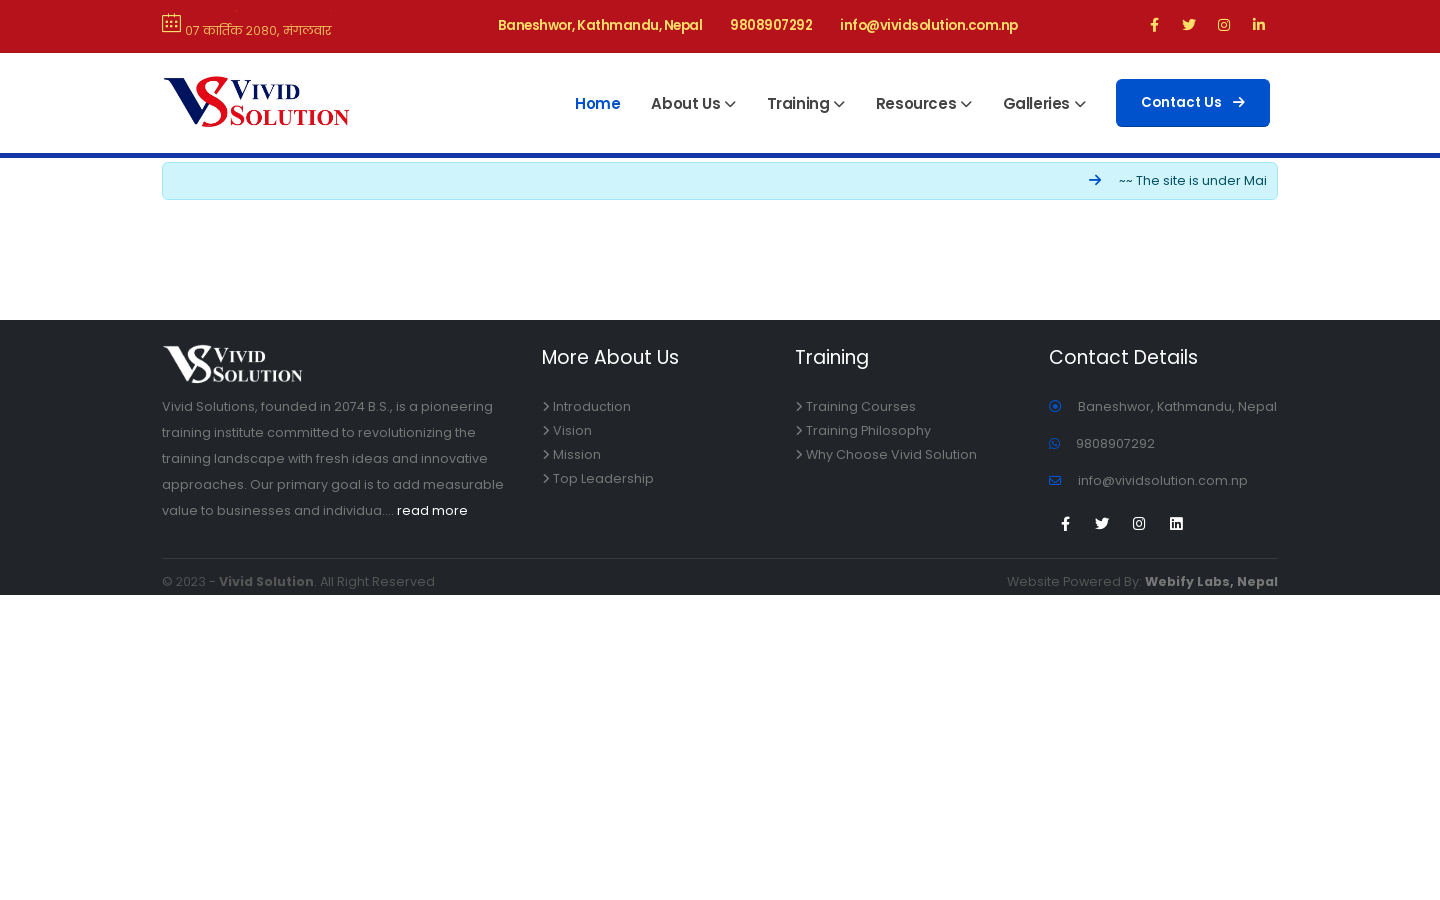 ०७ कार्तिक २०८०, मंगलवार
Baneshwor, Kathmandu, Nepal
9808907292
info@vividsolution.com.np
VIVID
SOLUTION
Home
About Us
Training
Resources
Galleries
Contact Us
~~ The site is under Mai
VIVID
SOLUTION
Vivid Solutions, founded in 2074 B.S., is a pioneering
training institute committed to revolutionizing the
training landscape with fresh ideas and innovative
approaches. Our primary goal is to add measurable
value to businesses and individua.... read more
More About Us
Introduction
Vision
Mission
Top Leadership
Training
Training Courses
Training Philosophy
Why Choose Vivid Solution
Contact Details
Baneshwor, Kathmandu, Nepal
9808907292
info@vividsolution.com.np
© 2023 - Vivid Solution. All Right Reserved
Website Powered By: Webify Labs, Nepal